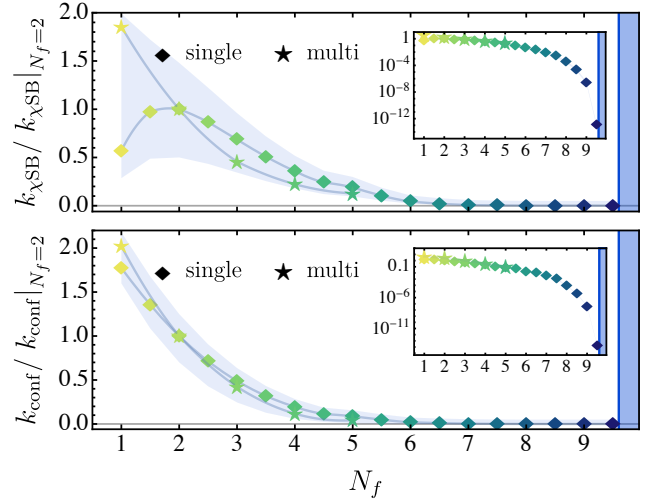 k_χSB / k_χSB|_{N_f=2}
2.0
1.5
1.0
0.5
0.0
◆ single ★ multi
1
10^{-4}
10^{-12}
1 2 3 4 5 6 7 8 9
k_conf / k_conf|_{N_f=2}
2.0
1.5
1.0
0.5
0.0
◆ single ★ multi
0.1
10^{-6}
10^{-11}
1 2 3 4 5 6 7 8 9
1 2 3 4 5 6 7 8 9
N_f